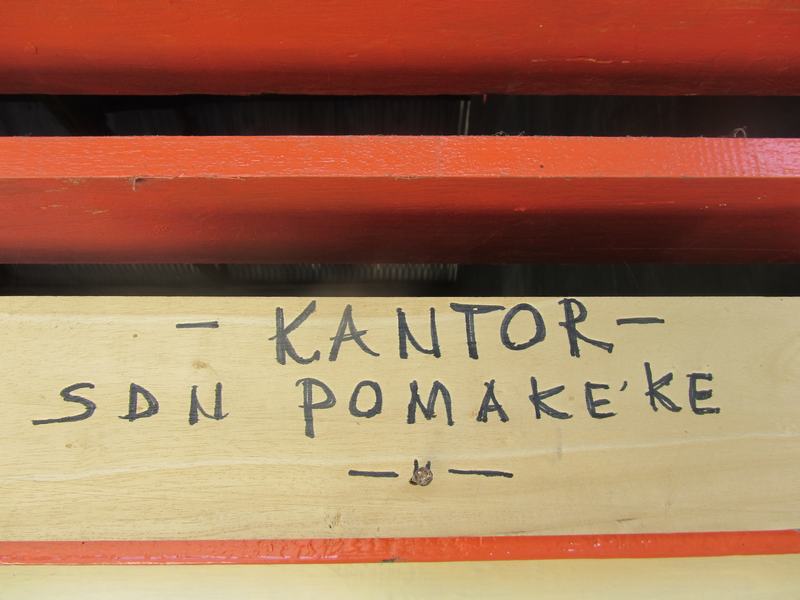 - KANTOR -
SDN POMAKE'KE